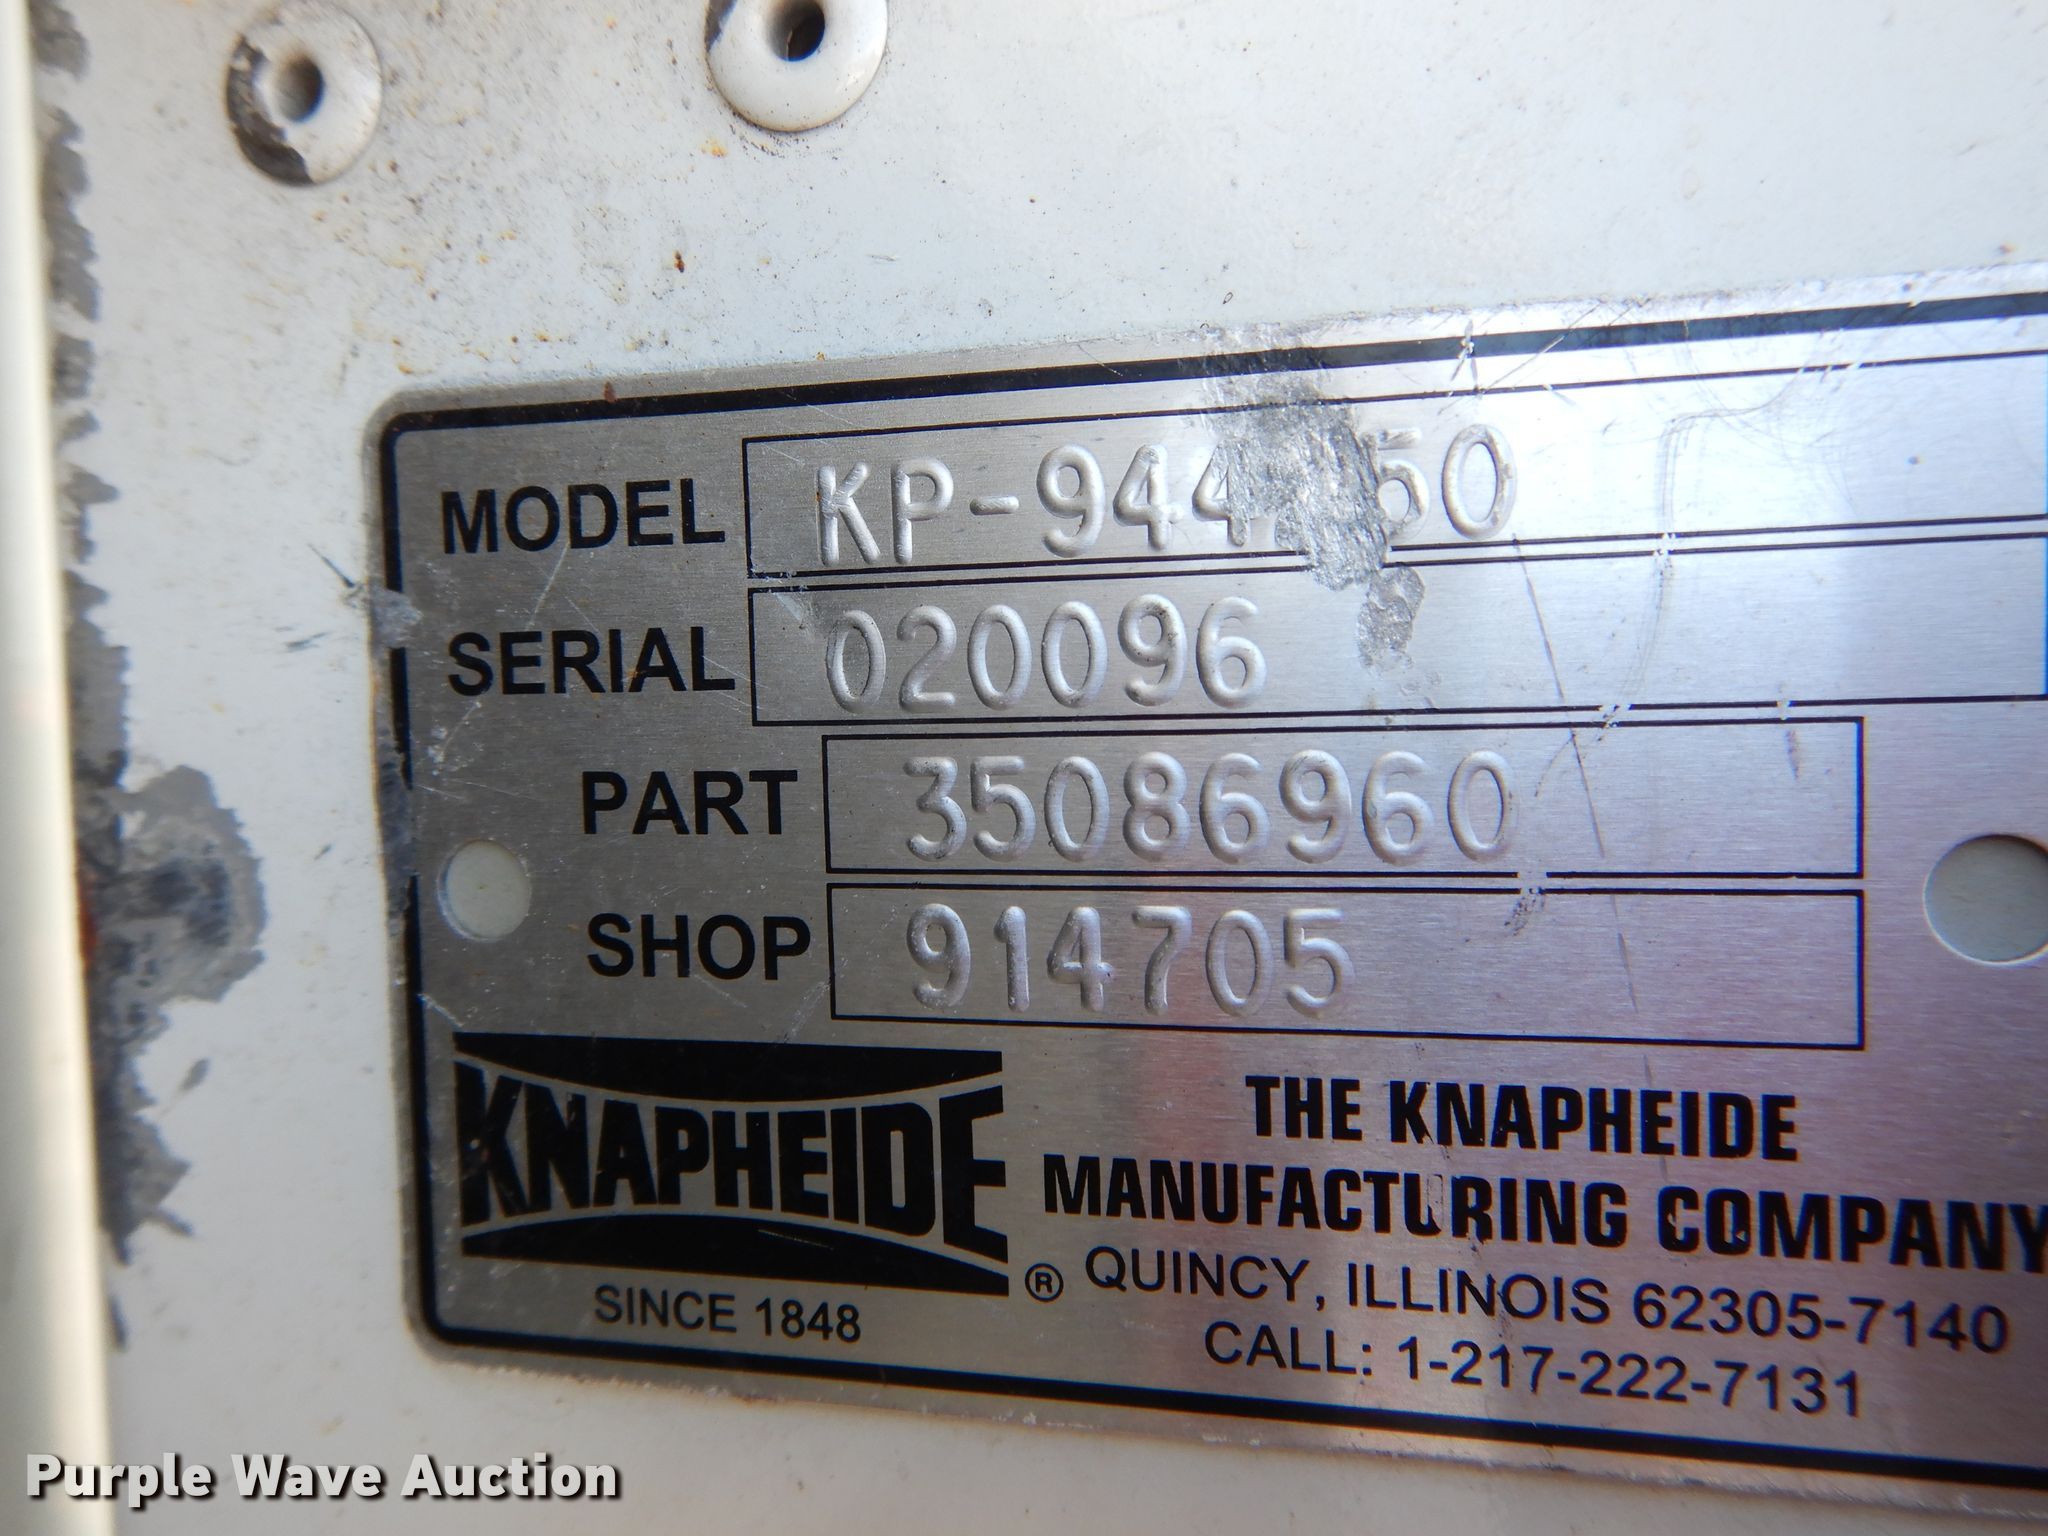 MODEL
SERIAL 020096
PART 35086960
SHOP 914705
KNAPHEIDE ®
SINCE 1848
THE KNAPHEIDE
MANUFACTURING COMPANY
QUINCY, ILLINOIS 62305-7140
CALL: 1-217-222-7131
Purple Wave Auction